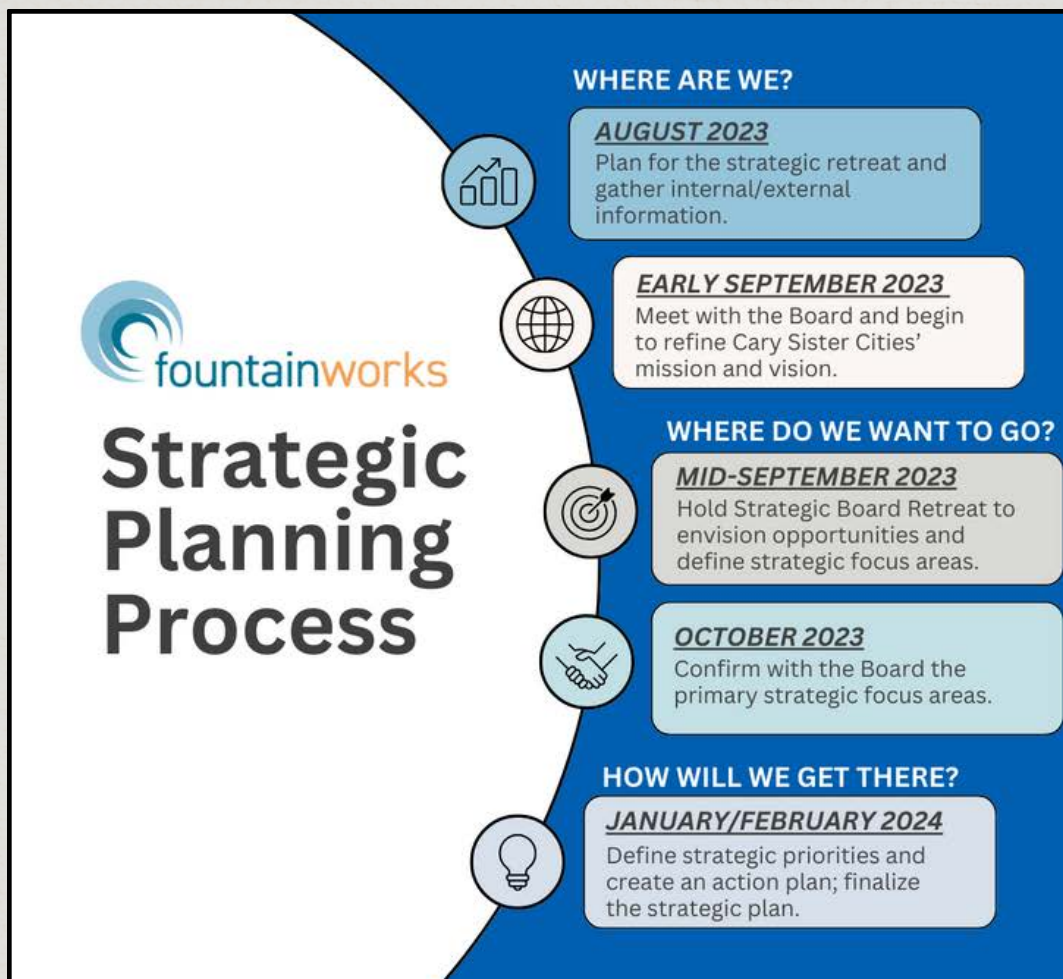 fountainworks
Strategic
Planning
Process
WHERE ARE WE?
AUGUST 2023
Plan for the strategic retreat and
gather internal/external
information.
EARLY SEPTEMBER 2023
Meet with the Board and begin
to refine Cary Sister Cities'
mission and vision.
WHERE DO WE WANT TO GO?
MID-SEPTEMBER 2023
Hold Strategic Board Retreat to
envision opportunities and
define strategic focus areas.
OCTOBER 2023
Confirm with the Board the
primary strategic focus areas.
HOW WILL WE GET THERE?
JANUARY/FEBRUARY 2024
Define strategic priorities and
create an action plan; finalize
the strategic plan.